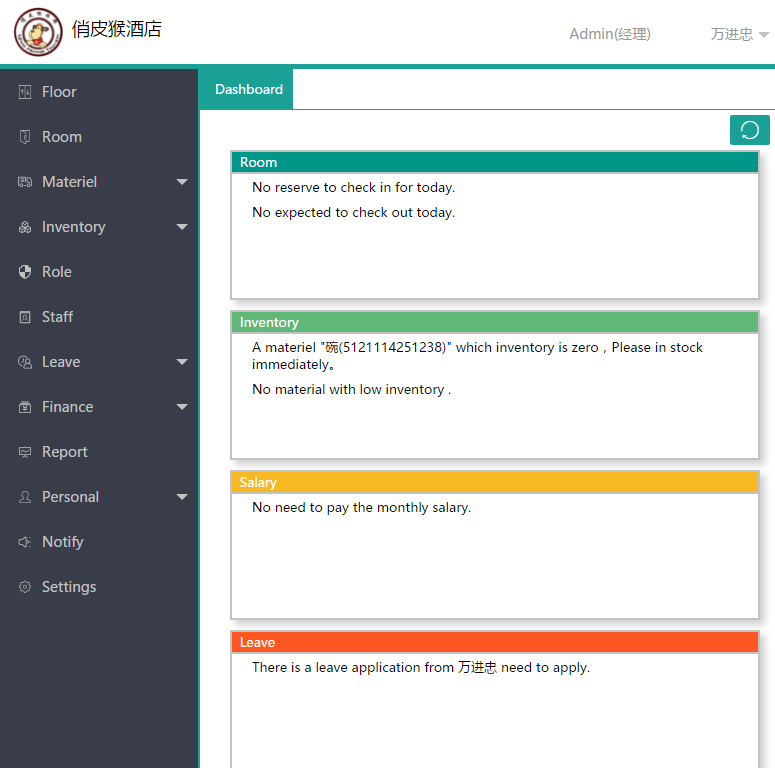 俏皮猴酒店
Admin(经理)
万进忠
Floor
Room
Materiel
Inventory
Role
Staff
Leave
Finance
Report
Personal
Notify
Settings
Dashboard
Room
No reserve to check in for today.
No expected to check out today.
Inventory
A materiel "碗(5121114251238)" which inventory is zero , Please in stock
immediately。
No material with low inventory .
Salary
No need to pay the monthly salary.
Leave
There is a leave application from 万进忠 need to apply.